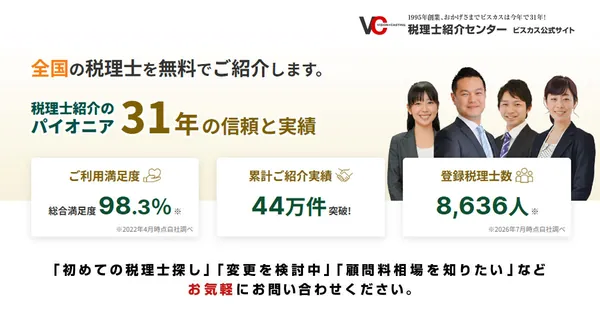 1995年創業、おかげさまでビスカスは今年で31年!
VC VISION+CASTING 税理士紹介センター ビスカス公式サイト
全国の税理士を無料でご紹介します。
税理士紹介の
パイオニア 31年の信頼と実績
ご利用満足度
総合満足度 98.3% ※
※2022年4月時点自社調べ
累計ご紹介実績
44万件 突破!
登録税理士数
8,636人 ※
※2026年7月時点自社調べ
「初めての税理士探し」「変更を検討中」「顧問料相場を知りたい」など
お気軽にお問い合わせください。